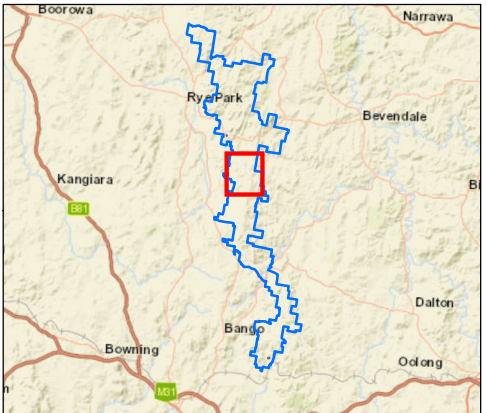 Boorowa
Narrawa
Rye Park
Bevendale
Kangiara
Bi
B81
Dalton
Bango
Bowning
Oolong
M31
n